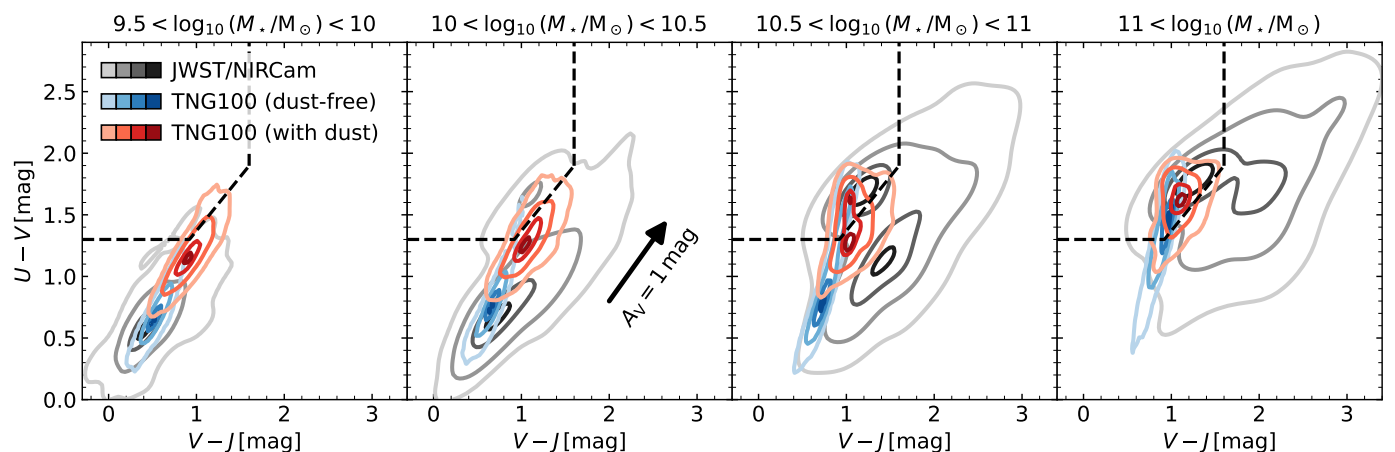 9.5 < log₁₀ (M⋆/M⊙) < 10
10 < log₁₀ (M⋆/M⊙) < 10.5
10.5 < log₁₀ (M⋆/M⊙) < 11
11 < log₁₀ (M⋆/M⊙)
JWST/NIRCam
TNG100 (dust-free)
TNG100 (with dust)
2.5
2.0
1.5
1.0
0.5
0.0
U − V [mag]
A_V = 1 mag
0 1 2 3
0 1 2 3
0 1 2 3
0 1 2 3
V − J [mag]
V − J [mag]
V − J [mag]
V − J [mag]